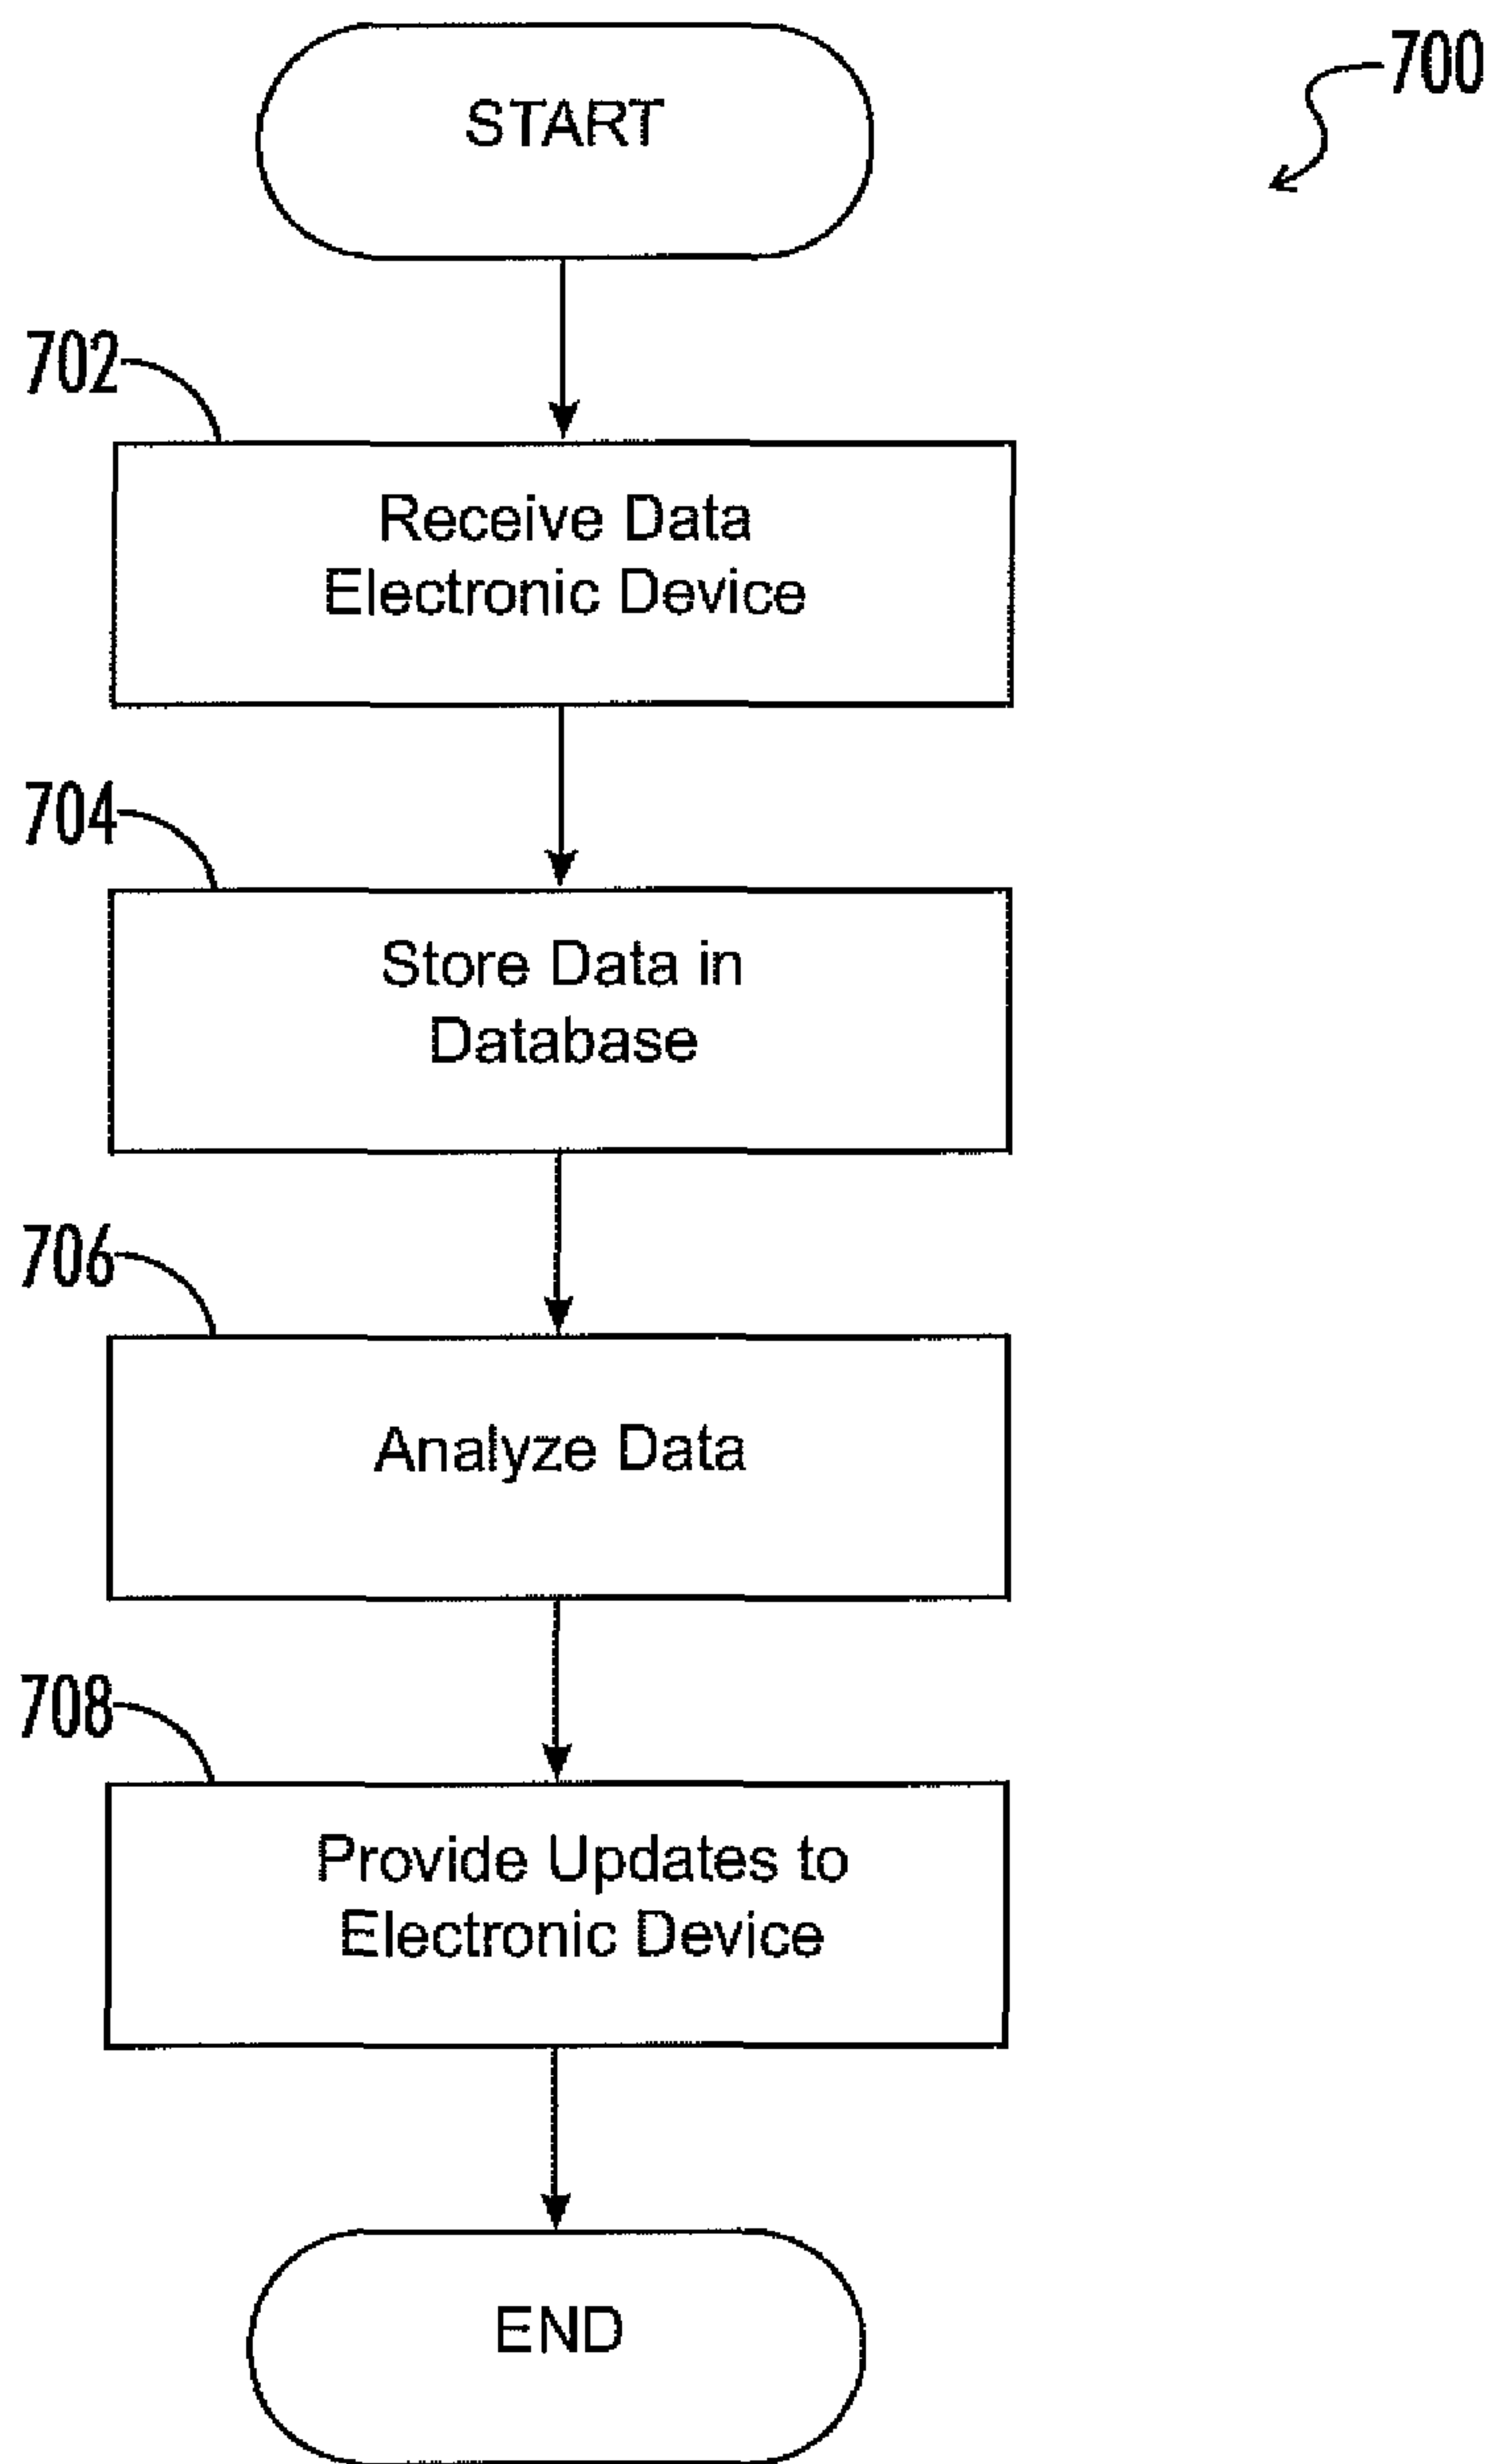 START
700
702
Receive Data
Electronic Device
704
Store Data in
Database
706
Analyze Data
708
Provide Updates to
Electronic Device
END